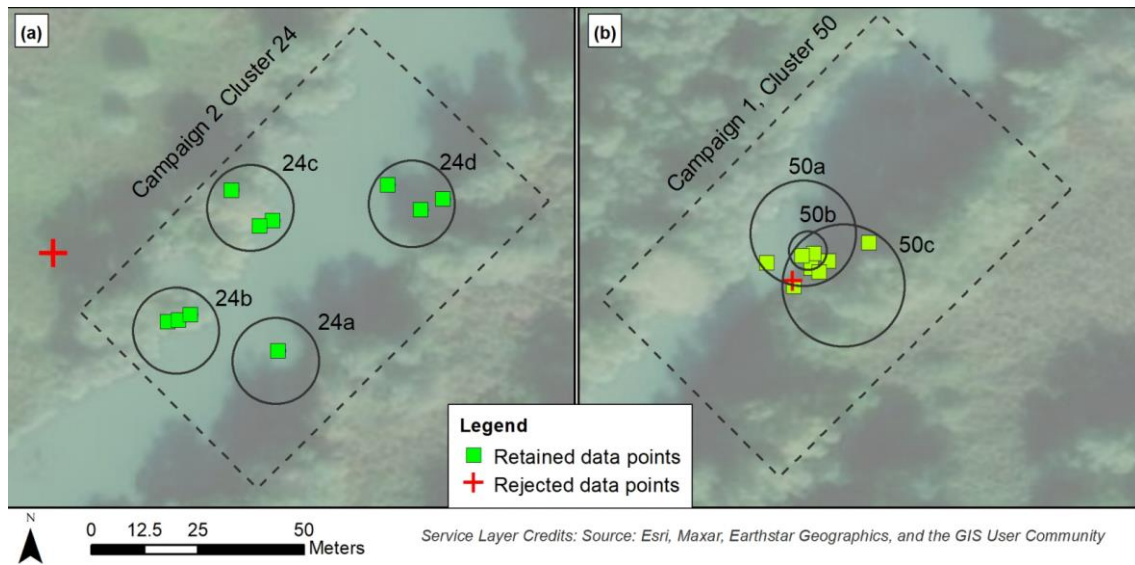 (a)
Campaign 2 Cluster 24
24c
24d
24b
24a
(b)
Campaign 1, Cluster 50
50a
50b
50c
Legend
Retained data points
Rejected data points
N
0 12.5 25 50
Meters
Service Layer Credits: Source: Esri, Maxar, Earthstar Geographics, and the GIS User Community